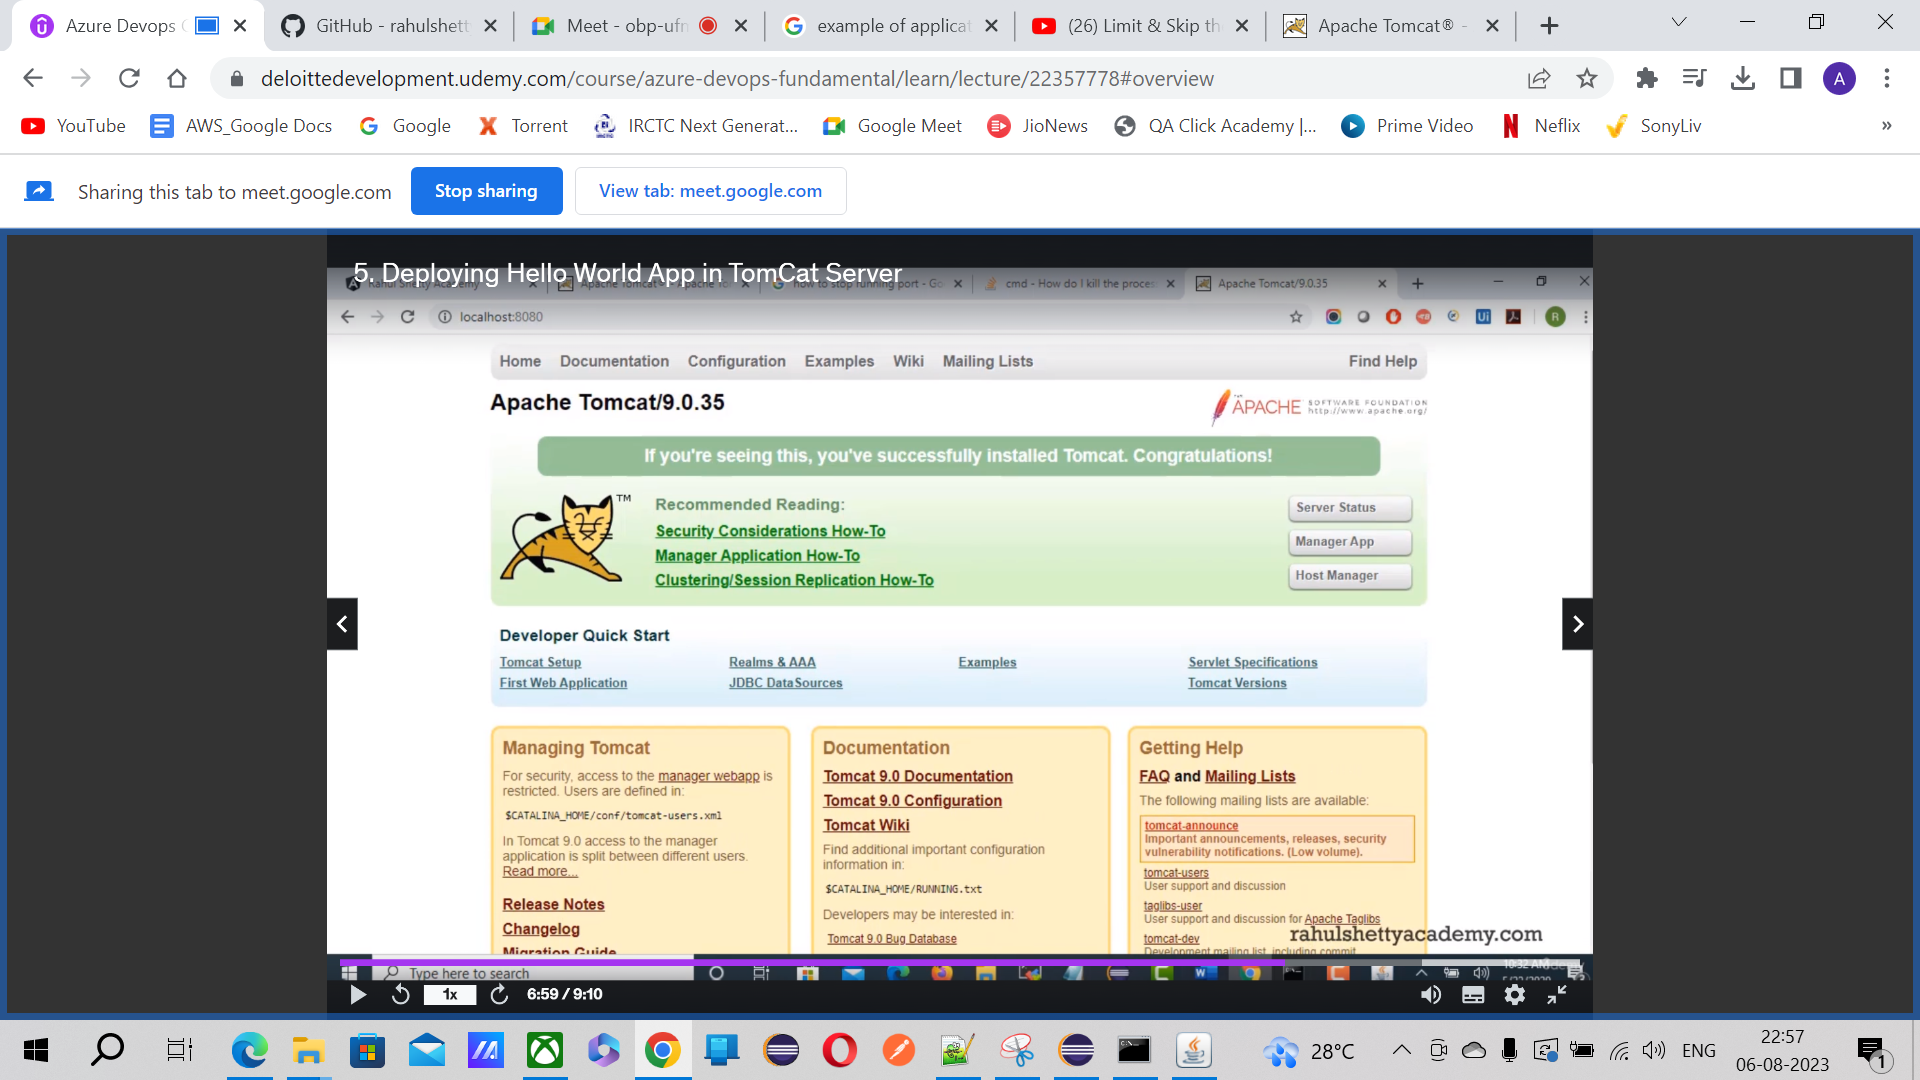 Azure Devops
GitHub - rahulshett
Meet - obp-ufn
example of applicat
(26) Limit & Skip th
Apache Tomcat® -
deloittedevelopment.udemy.com/course/azure-devops-fundamental/learn/lecture/22357778#overview
A
YouTube
AWS_Google Docs
Google
Torrent
IRCTC Next Generat...
Google Meet
JioNews
QA Click Academy |...
Prime Video
Neflix
SonyLiv
»
Sharing this tab to meet.google.com
Stop sharing
View tab: meet.google.com
5. Deploying Hello World App in TomCat Server
Rahul Shetty Academy
Apache Tomcat
how to stop running port - Go
cmd - How do I kill the proces
Apache Tomcat/9.0.35
localhost:8080
R
Home
Documentation
Configuration
Examples
Wiki
Mailing Lists
Find Help
Apache Tomcat/9.0.35
APACHE
SOFTWARE FOUNDATION
http://www.apache.org/
If you're seeing this, you've successfully installed Tomcat. Congratulations!
TM
Recommended Reading:
Security Considerations How-To
Manager Application How-To
Clustering/Session Replication How-To
Server Status
Manager App
Host Manager
Developer Quick Start
Tomcat Setup
First Web Application
Realms & AAA
JDBC DataSources
Examples
Servlet Specifications
Tomcat Versions
Managing Tomcat
For security, access to the manager webapp is
restricted. Users are defined in:
$CATALINA_HOME/conf/tomcat-users.xml
In Tomcat 9.0 access to the manager
application is split between different users.
Read more...
Release Notes
Changelog
Migration Guide
Documentation
Tomcat 9.0 Documentation
Tomcat 9.0 Configuration
Tomcat Wiki
Find additional important configuration
information in:
$CATALINA_HOME/RUNNING.txt
Developers may be interested in:
Tomcat 9.0 Bug Database
Getting Help
FAQ and Mailing Lists
The following mailing lists are available:
tomcat-announce
Important announcements, releases, security
vulnerability notifications. (Low volume).
tomcat-users
User support and discussion
taglibs-user
User support and discussion for Apache Taglibs
tomcat-dev
Development mailing list, including commit
rahulshettyacademy.com
Type here to search
1x
6:59 / 9:10
28°C
ENG
22:57
06-08-2023
1